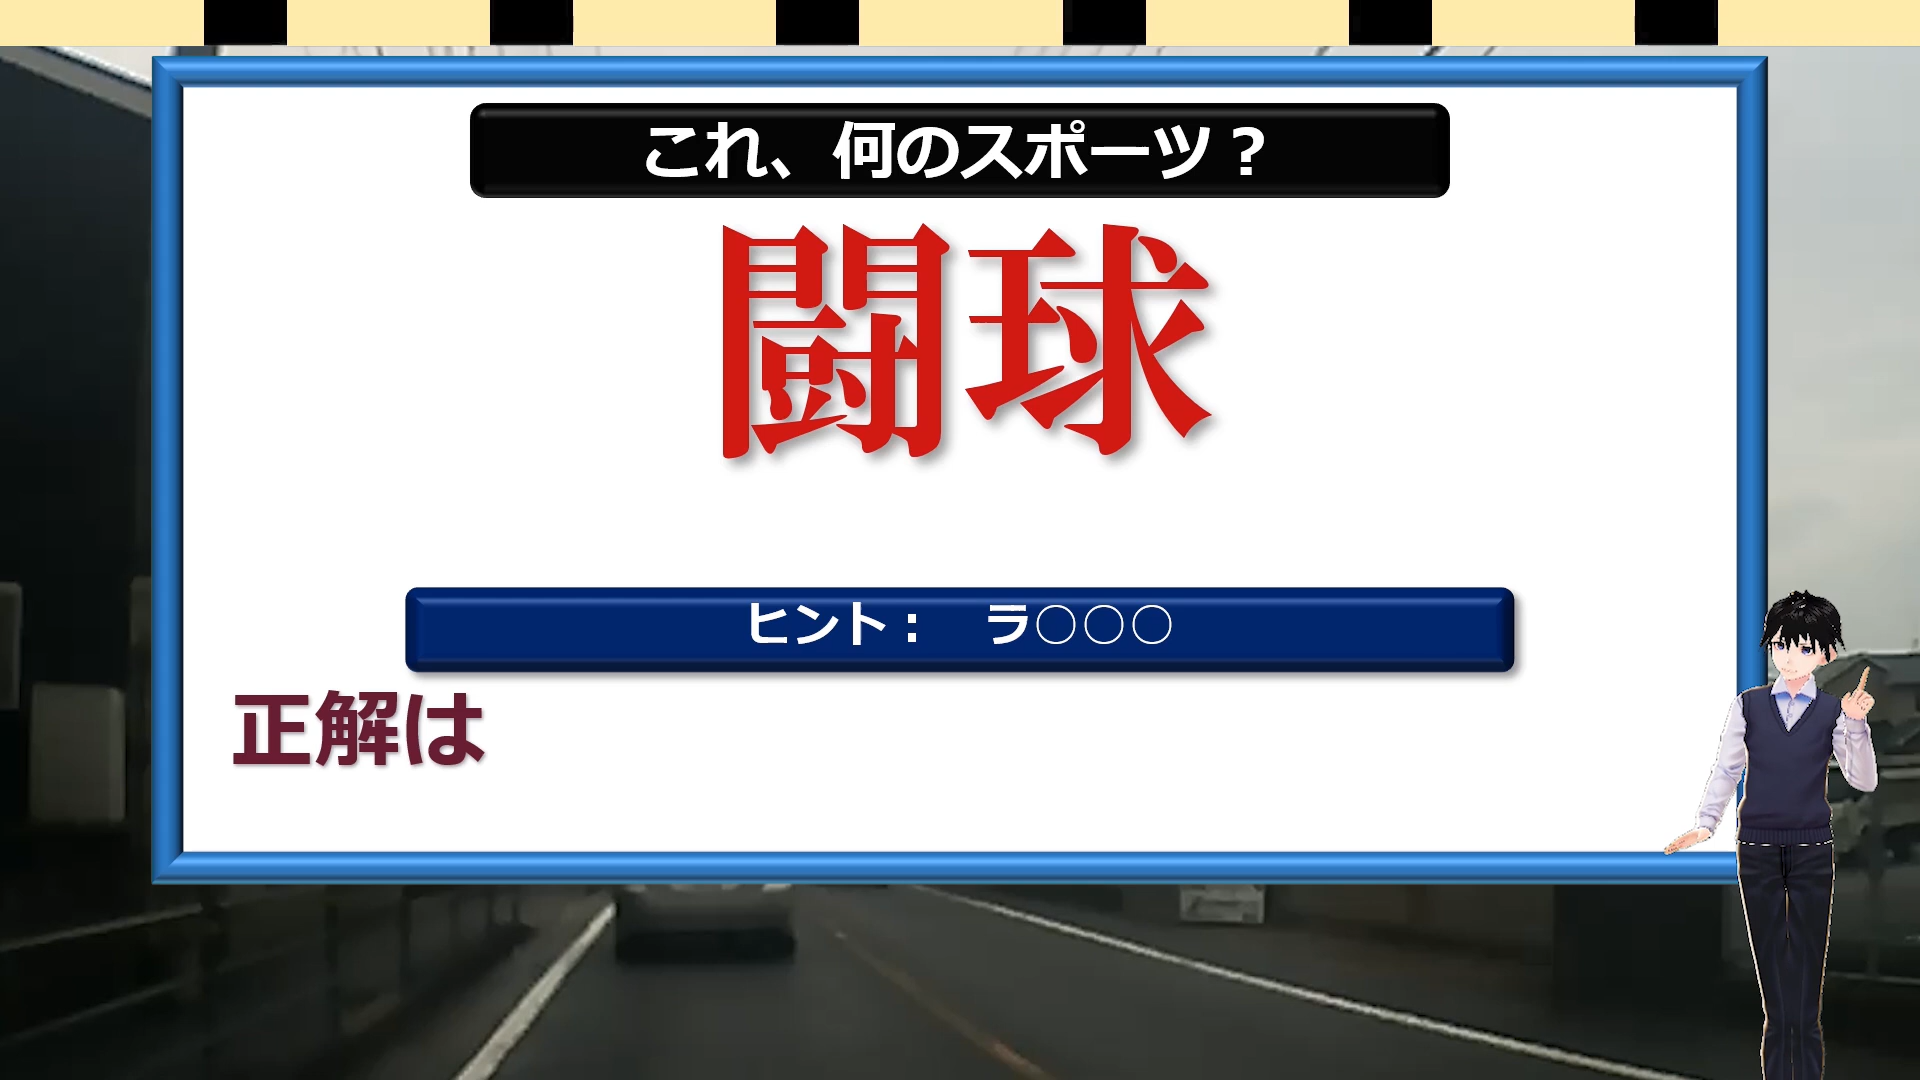 これ、何のスポーツ？
闘球
ヒント：　ラ○○○
正解は